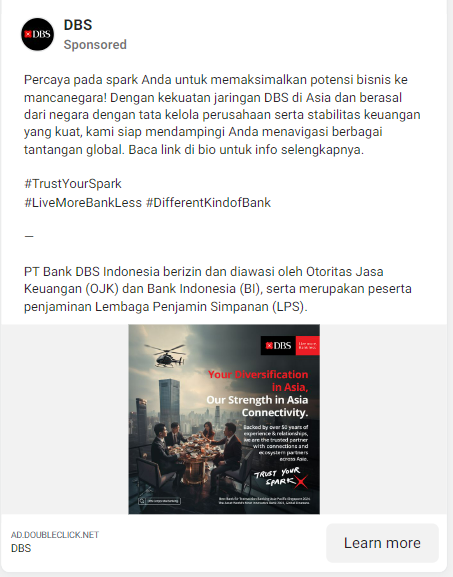 DBS
DBS
Sponsored
Percaya pada spark Anda untuk memaksimalkan potensi bisnis ke
mancanegara! Dengan kekuatan jaringan DBS di Asia dan berasal
dari negara dengan tata kelola perusahaan serta stabilitas keuangan
yang kuat, kami siap mendampingi Anda menavigasi berbagai
tantangan global. Baca link di bio untuk info selengkapnya.
#TrustYourSpark
#LiveMoreBankLess #DifferentKindofBank
—
PT Bank DBS Indonesia berizin dan diawasi oleh Otoritas Jasa
Keuangan (OJK) dan Bank Indonesia (BI), serta merupakan peserta
penjaminan Lembaga Penjamin Simpanan (LPS).
DBS
Live more,
Bank less
Your Diversification
in Asia,
Our Strength in Asia
Connectivity.
Backed by over 50 years of
experience & relationships,
we are the trusted partner
with connections and
ecosystem partners
across Asia.
TRUST YOUR
SPARK
AD.DOUBLECLICK.NET
DBS
Learn more